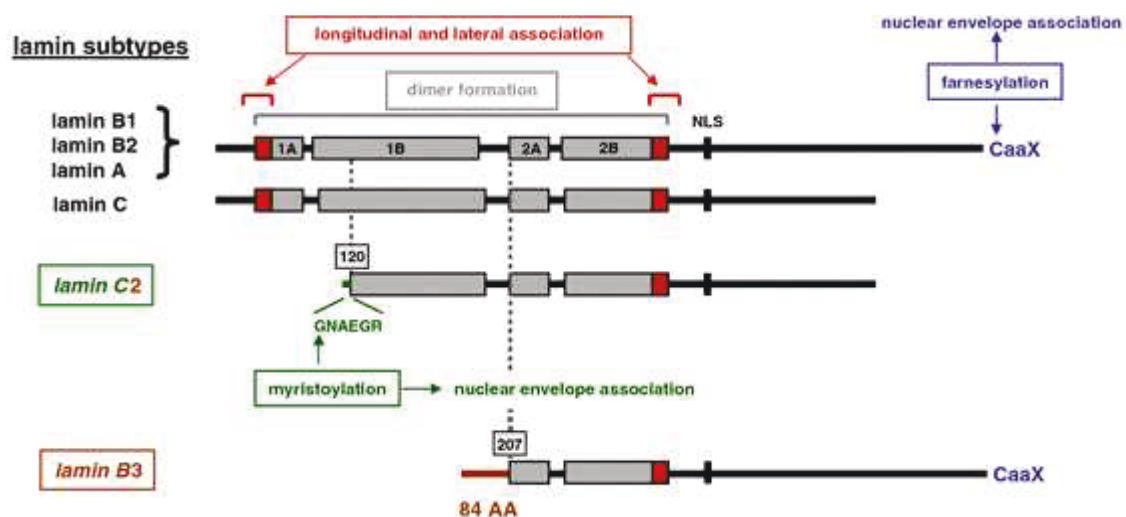 nuclear envelope association
lamin subtypes
longitudinal and lateral association
farnesylation
dimer formation
lamin B1
lamin B2
lamin A
NLS
1A
1B
2A
2B
CaaX
lamin C
120
lamin C2
GNAEGR
myristoylation
nuclear envelope association
207
lamin B3
CaaX
84 AA